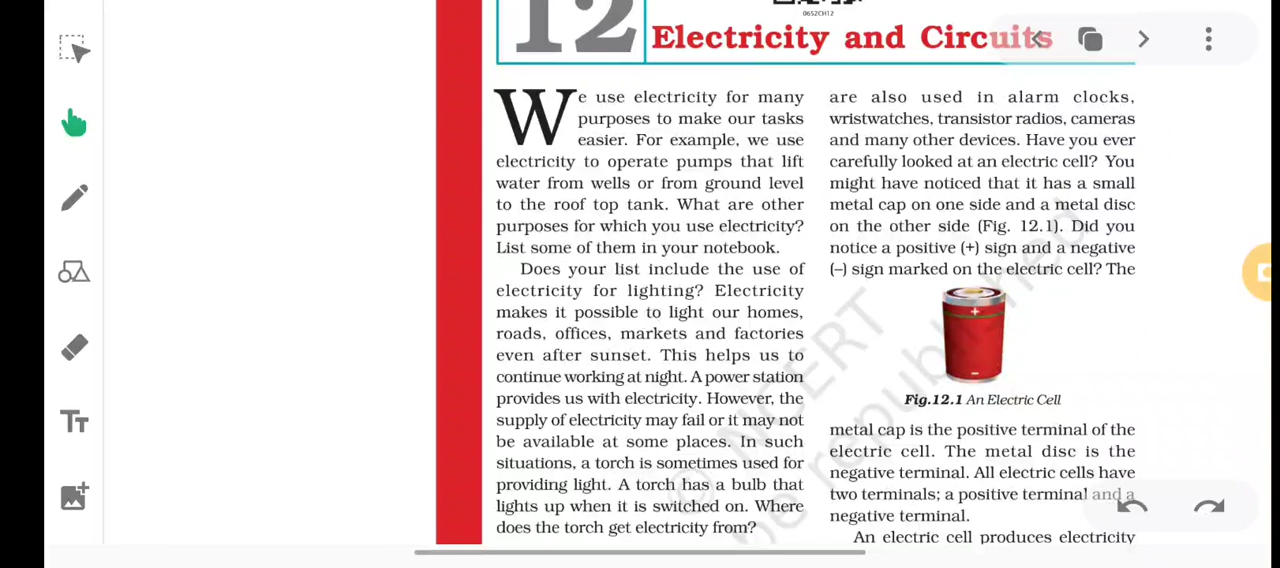 12
0652CH12
Electricity and Circuits
We use electricity for many
purposes to make our tasks
easier. For example, we use
electricity to operate pumps that lift
water from wells or from ground level
to the roof top tank. What are other
purposes for which you use electricity?
List some of them in your notebook.
Does your list include the use of
electricity for lighting? Electricity
makes it possible to light our homes,
roads, offices, markets and factories
even after sunset. This helps us to
continue working at night. A power station
provides us with electricity. However, the
supply of electricity may fail or it may not
be available at some places. In such
situations, a torch is sometimes used for
providing light. A torch has a bulb that
lights up when it is switched on. Where
does the torch get electricity from?
are also used in alarm clocks,
wristwatches, transistor radios, cameras
and many other devices. Have you ever
carefully looked at an electric cell? You
might have noticed that it has a small
metal cap on one side and a metal disc
on the other side (Fig. 12.1). Did you
notice a positive (+) sign and a negative
(–) sign marked on the electric cell? The
+
–
Fig.12.1 An Electric Cell
metal cap is the positive terminal of the
electric cell. The metal disc is the
negative terminal. All electric cells have
two terminals; a positive terminal and a
negative terminal.
An electric cell produces electricity
© NCERT
be republished
TT